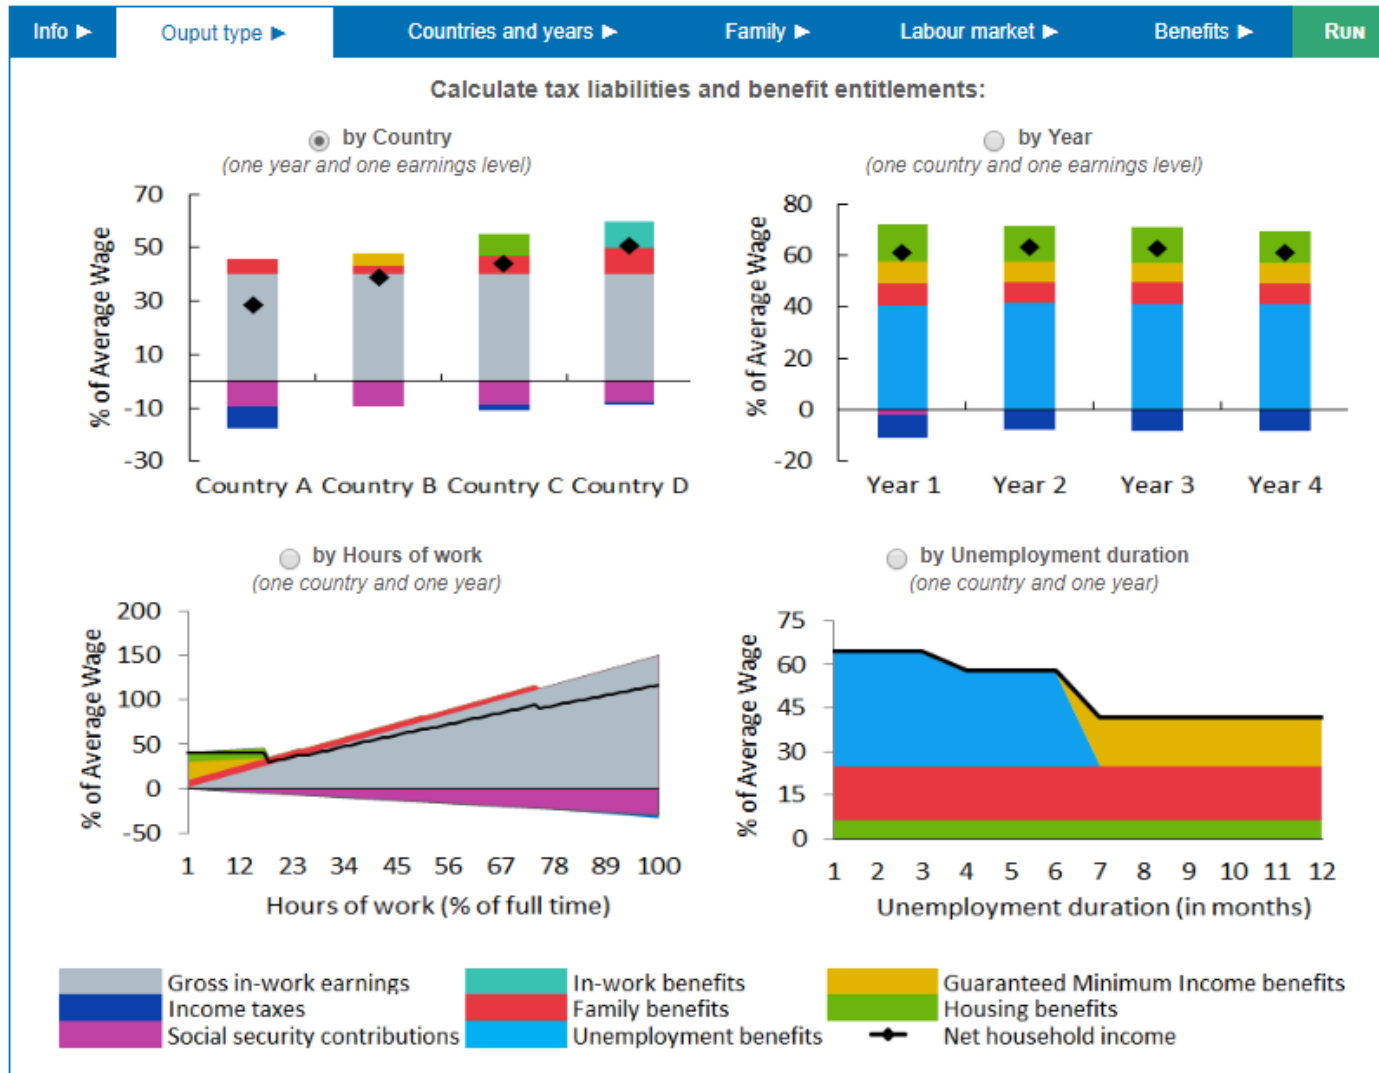 Info ▶ Ouput type ▶ Countries and years ▶ Family ▶ Labour market ▶ Benefits ▶ RUN
Calculate tax liabilities and benefit entitlements:
by Country
(one year and one earnings level)
70
50
30
10
-10
-30
% of Average Wage
Country A Country B Country C Country D
by Year
(one country and one earnings level)
80
60
40
20
0
-20
% of Average Wage
Year 1 Year 2 Year 3 Year 4
by Hours of work
(one country and one year)
200
150
100
50
0
-50
% of Average Wage
1 12 23 34 45 56 67 78 89 100
Hours of work (% of full time)
by Unemployment duration
(one country and one year)
75
60
45
30
15
0
% of Average Wage
1 2 3 4 5 6 7 8 9 10 11 12
Unemployment duration (in months)
Gross in-work earnings In-work benefits Guaranteed Minimum Income benefits
Income taxes Family benefits Housing benefits
Social security contributions Unemployment benefits Net household income